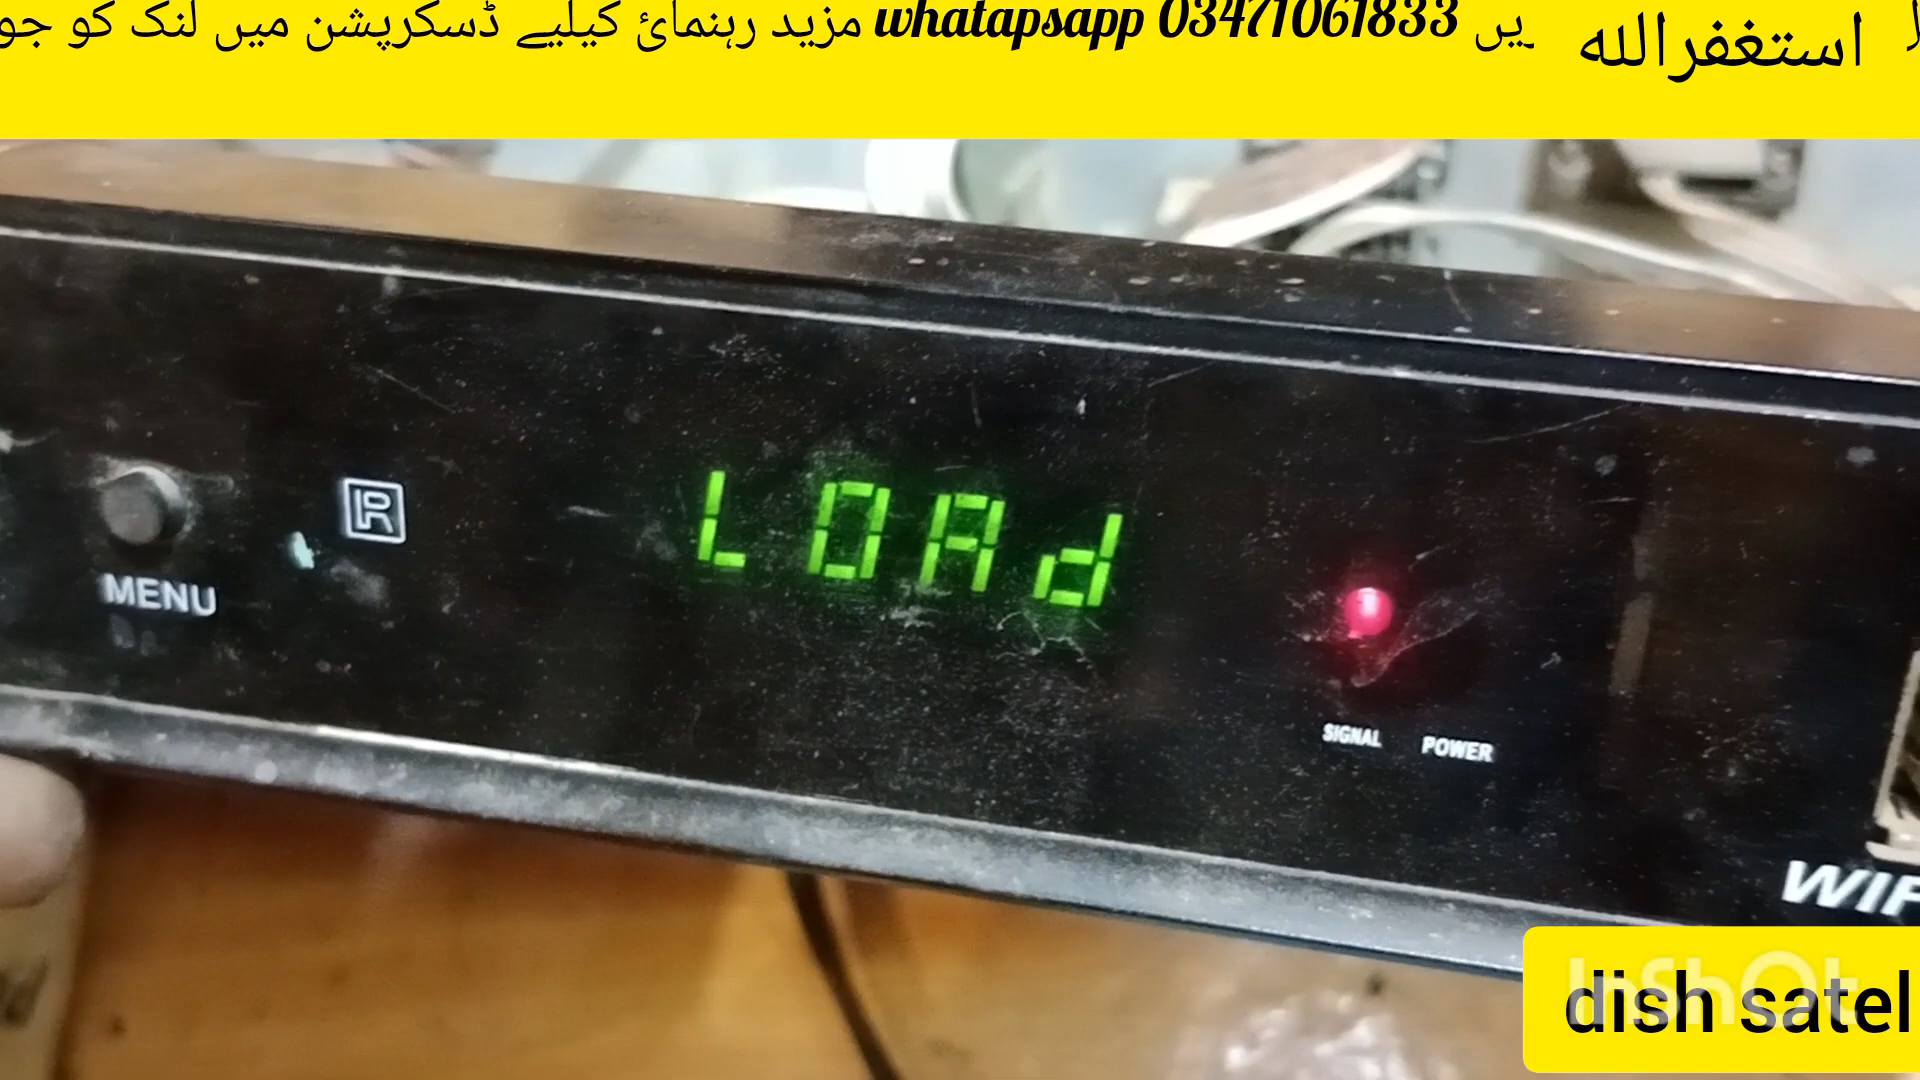 مزید رہنمائ کیلیے ڈسکرپشن میں لنک کو جو whatapsapp 03471061833 یں استغفراللہ
LOAd
R
MENU
SIGNAL POWER
WIF
InShOt
dish satel